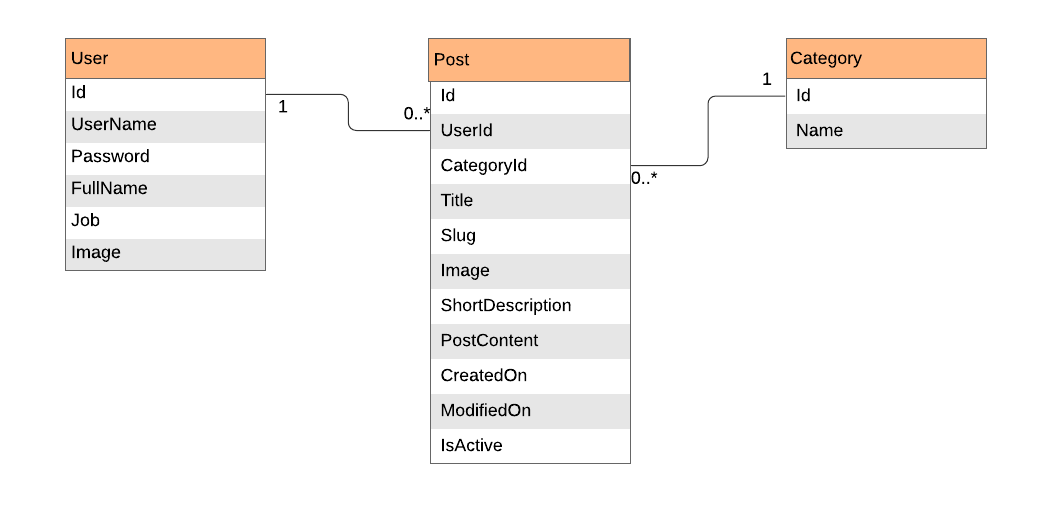 User
Id
UserName
Password
FullName
Job
Image
1
0..*
Post
Id
UserId
CategoryId
Title
Slug
Image
ShortDescription
PostContent
CreatedOn
ModifiedOn
IsActive
0..*
1
Category
Id
Name